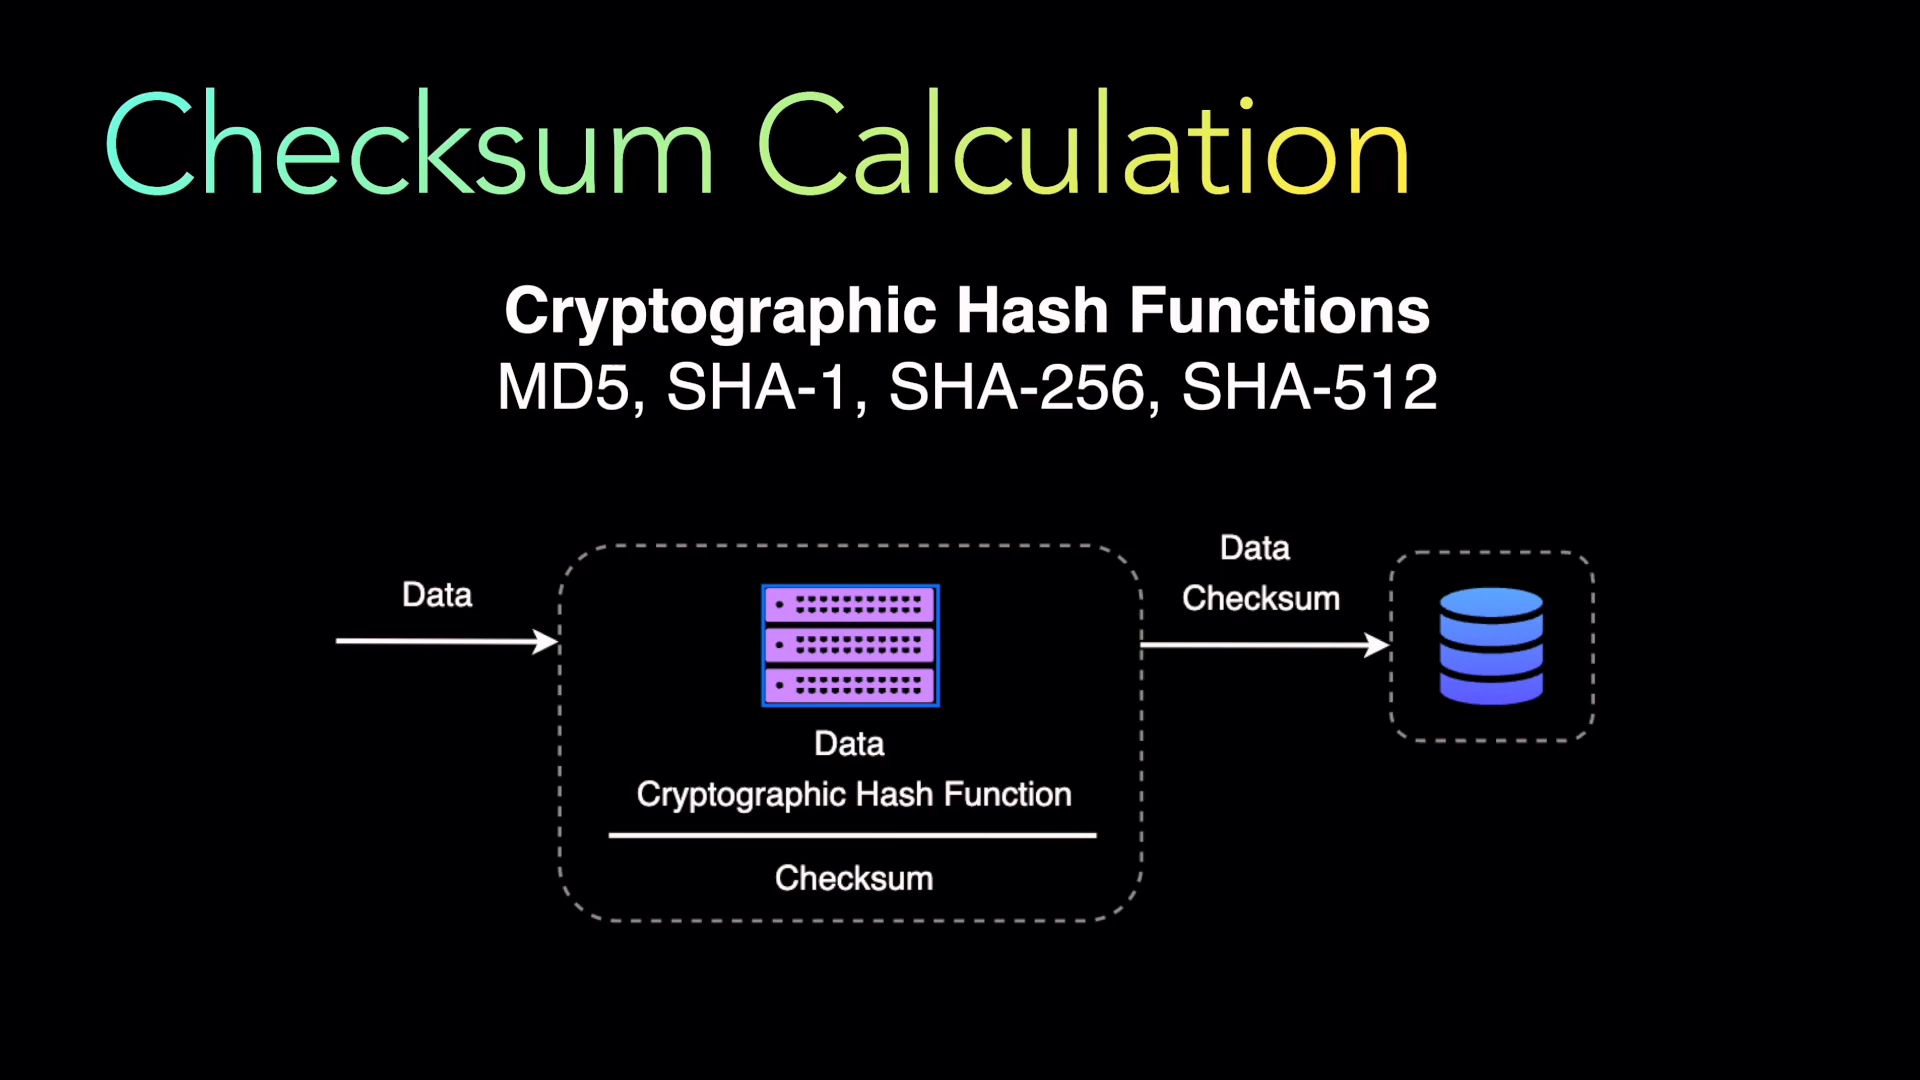 Checksum Calculation
Cryptographic Hash Functions
MD5, SHA-1, SHA-256, SHA-512
Data
Data
Cryptographic Hash Function
Checksum
Data
Checksum